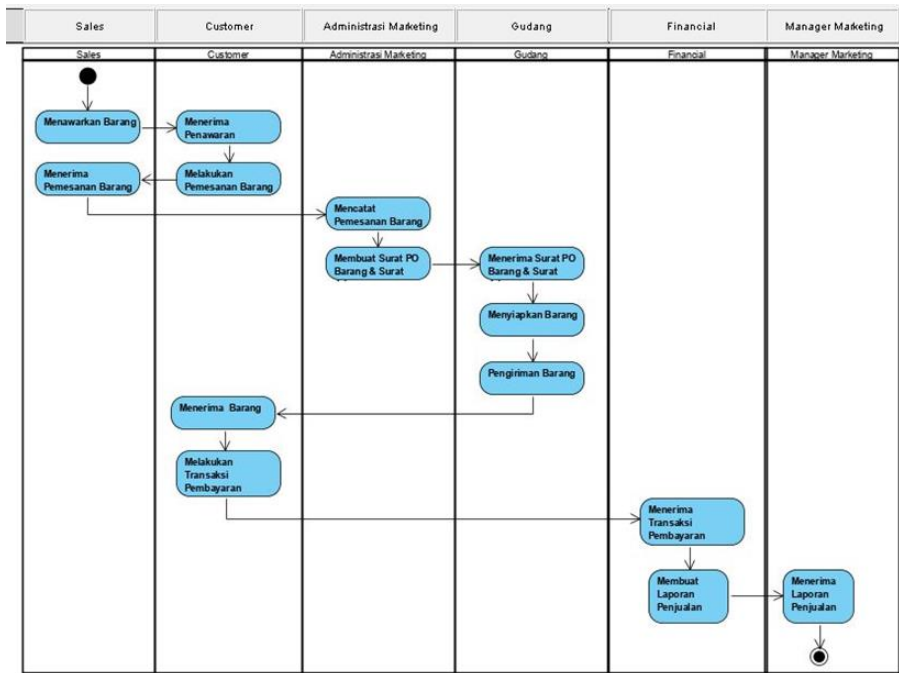 Sales
Customer
Administrasi Marketing
Gudang
Financial
Manager Marketing
Sales
Customer
Administrasi Marketing
Gudang
Financial
Manager Marketing
Menawarkan Barang
Menerima
Penawaran
Menerima
Pemesanan Barang
Melakukan
Pemesanan Barang
Mencatat
Pemesanan Barang
Membuat Surat PO
Barang & Surat
Menerima Surat PO
Barang & Surat
Menyiapkan Barang
Pengiriman Barang
Menerima Barang
Melakukan
Transaksi
Pembayaran
Menerima
Transaksi
Pembayaran
Membuat
Laporan
Penjualan
Menerima
Laporan
Penjualan